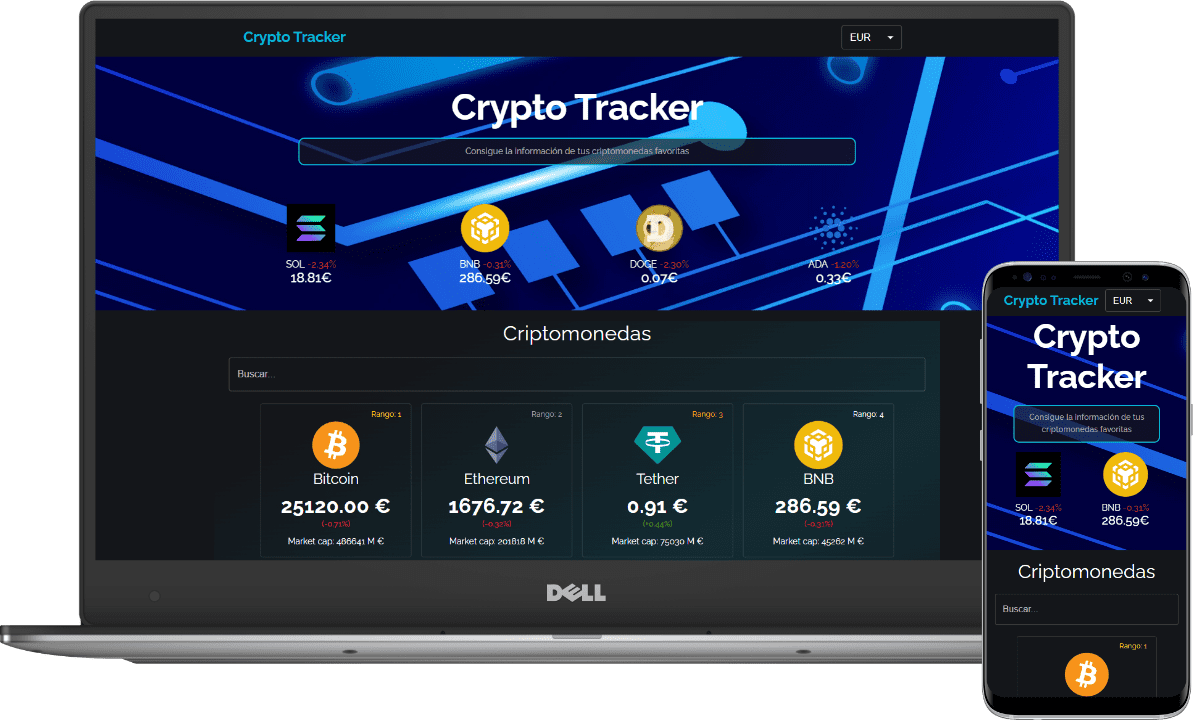 Crypto Tracker
EUR
Crypto Tracker
Consigue la información de tus criptomonedas favoritas
SOL -2.34%
18.81€
BNB -0.31%
286.59€
DOGE -2.30%
0.07€
ADA -1.20%
0.33€
Criptomonedas
Buscar...
Rango: 1
Bitcoin
25120.00 €
(-0.71%)
Market cap: 486641 M €
Rango: 2
Ethereum
1676.72 €
(-0.32%)
Market cap: 201818 M €
Rango: 3
Tether
0.91 €
(+0.44%)
Market cap: 75030 M €
Rango: 4
BNB
286.59 €
(-0.31%)
Market cap: 45262 M €
DELL
Crypto Tracker
EUR
Crypto
Tracker
Consigue la información de tus
criptomonedas favoritas
SOL -2.34%
18.81€
BNB -0.31%
286.59€
Criptomonedas
Buscar...
Rango: 1